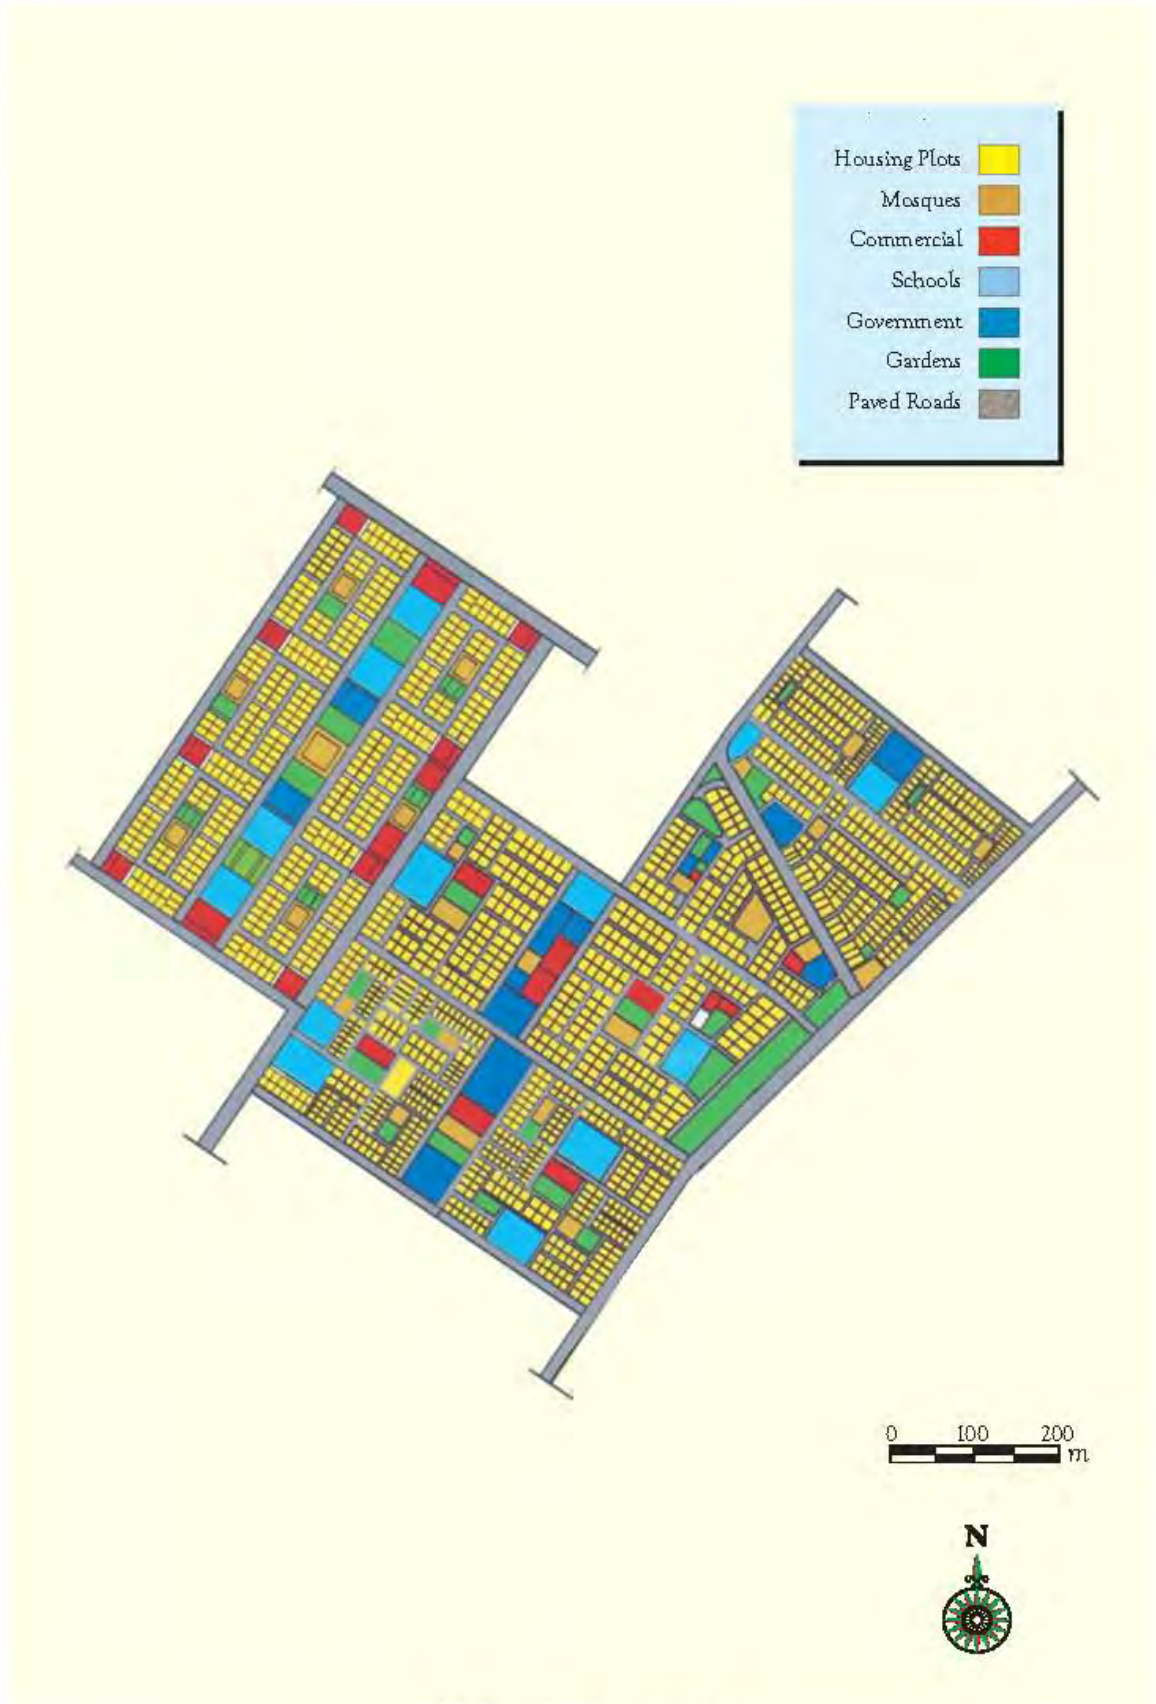 Housing Plots
Mosques
Commercial
Schools
Government
Gardens
Paved Roads
0 100 200
m
N